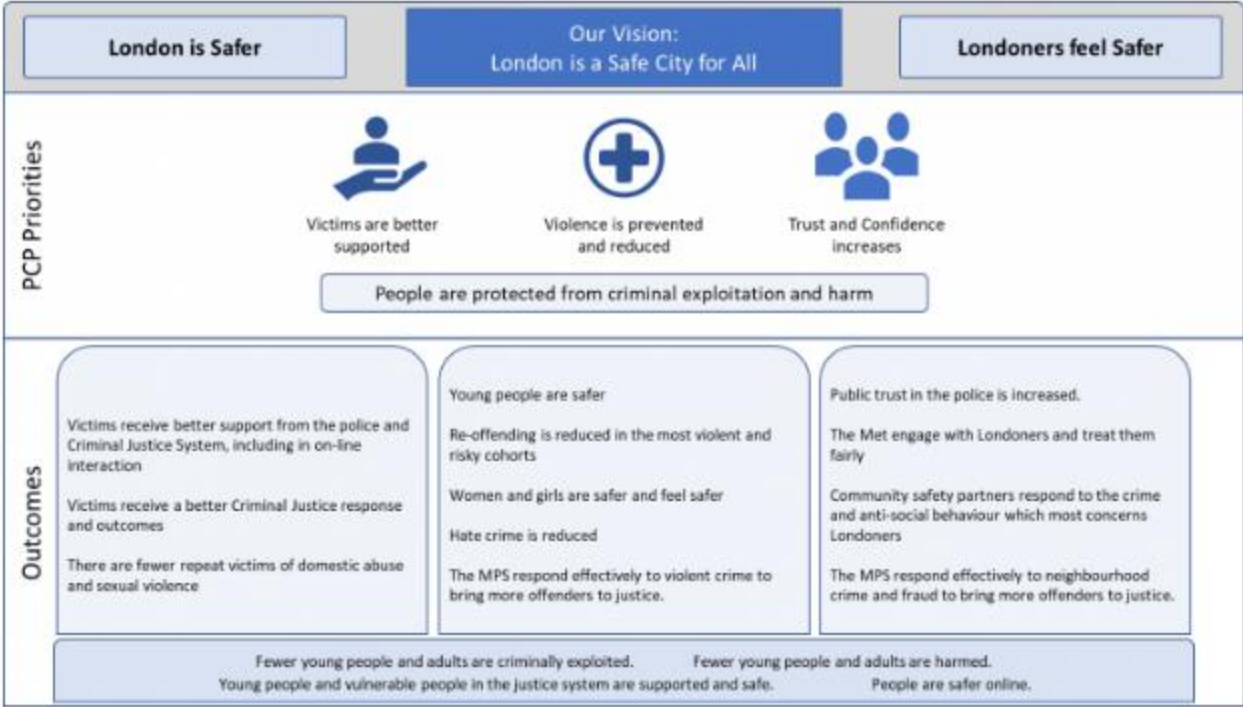 London is Safer
Our Vision:
London is a Safe City for All
Londoners feel Safer
PCP Priorities
Victims are better
supported
Violence is prevented
and reduced
Trust and Confidence
increases
People are protected from criminal exploitation and harm
Outcomes
Victims receive better support from the police and
Criminal Justice System, including in on-line
interaction
Victims receive a better Criminal Justice response
and outcomes
There are fewer repeat victims of domestic abuse
and sexual violence
Young people are safer
Re-offending is reduced in the most violent and
risky cohorts
Women and girls are safer and feel safer
Hate crime is reduced
The MPS respond effectively to violent crime to
bring more offenders to justice.
Public trust in the police is increased.
The Met engage with Londoners and treat them
fairly
Community safety partners respond to the crime
and anti-social behaviour which most concerns
Londoners
The MPS respond effectively to neighbourhood
crime and fraud to bring more offenders to justice.
Fewer young people and adults are criminally exploited. Fewer young people and adults are harmed.
Young people and vulnerable people in the justice system are supported and safe. People are safer online.